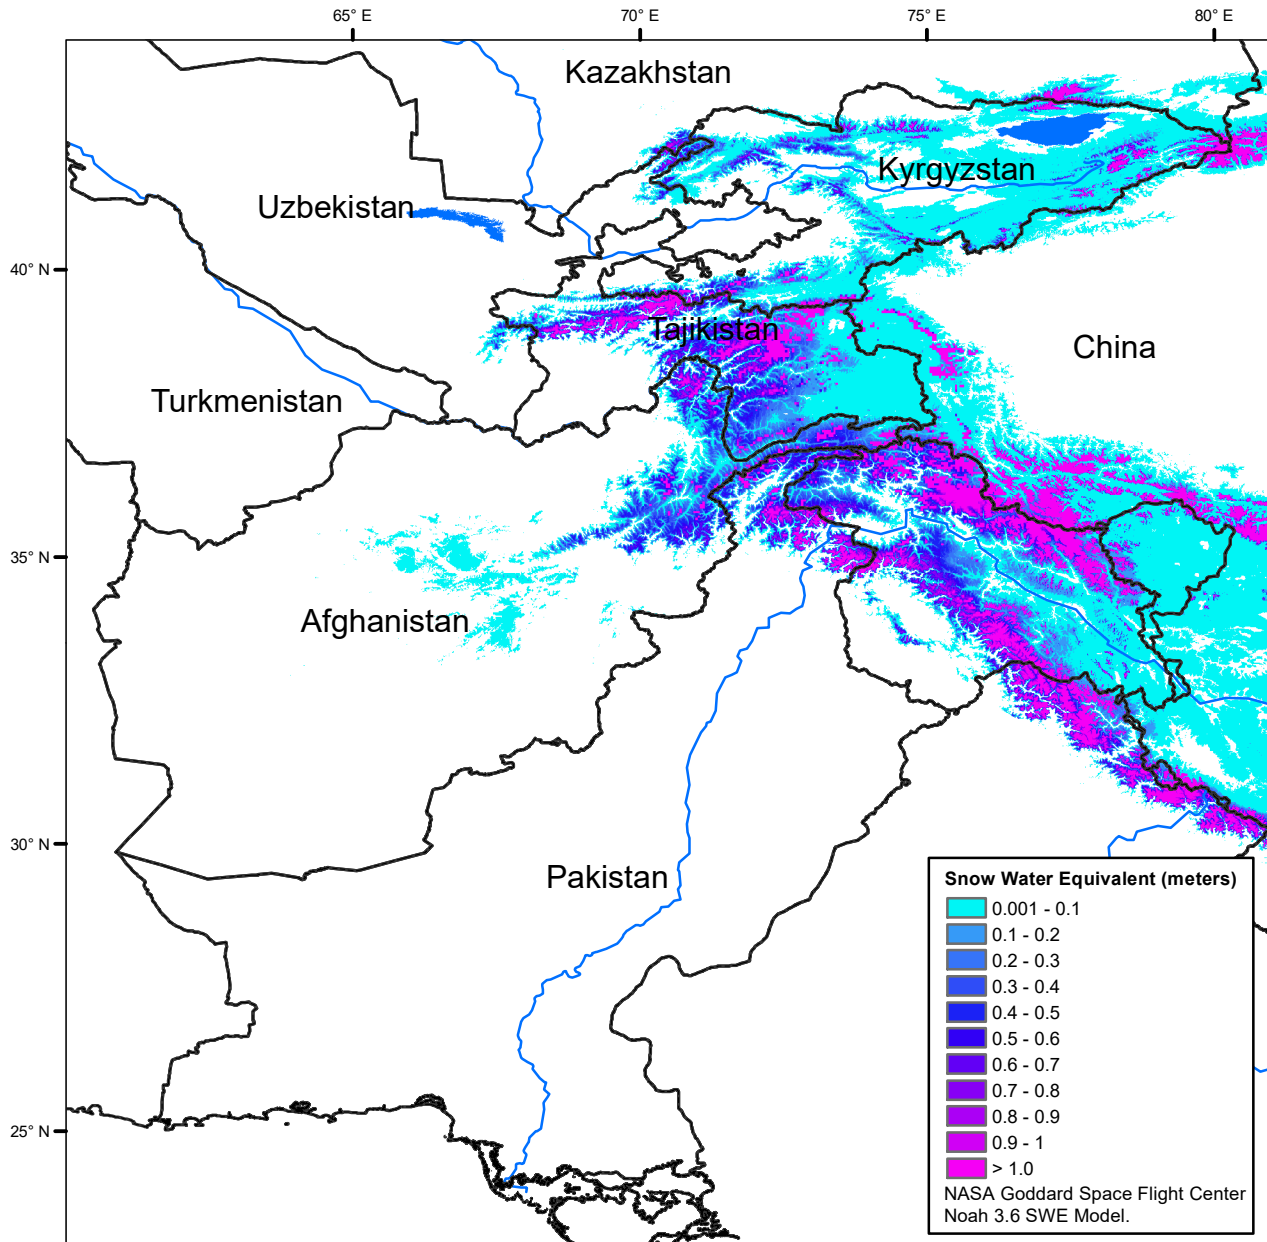 65° E
70° E
75° E
80° E
Kazakhstan
Kyrgyzstan
Uzbekistan
40° N
Tajikistan
China
Turkmenistan
35° N
Afghanistan
30° N
Pakistan
25° N
Snow Water Equivalent (meters)
0.001 - 0.1
0.1 - 0.2
0.2 - 0.3
0.3 - 0.4
0.4 - 0.5
0.5 - 0.6
0.6 - 0.7
0.7 - 0.8
0.8 - 0.9
0.9 - 1
> 1.0
NASA Goddard Space Flight Center
Noah 3.6 SWE Model.